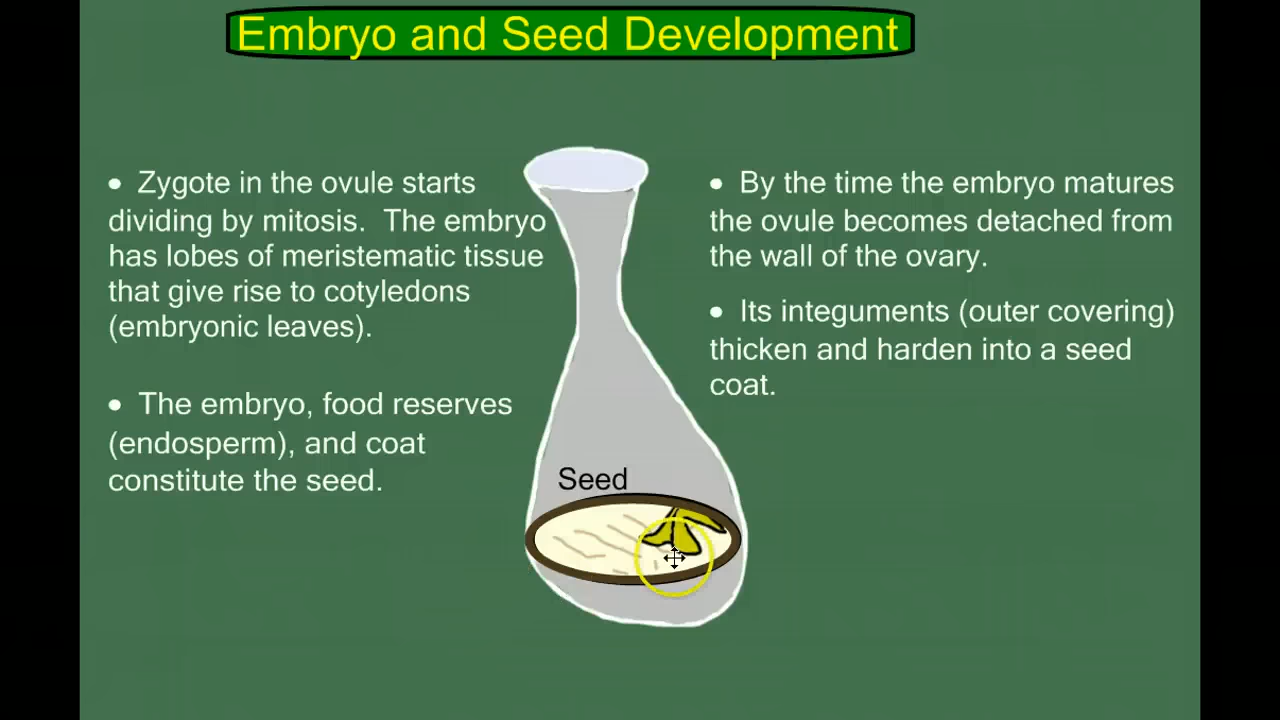 Embryo and Seed Development
• Zygote in the ovule starts
dividing by mitosis. The embryo
has lobes of meristematic tissue
that give rise to cotyledons
(embryonic leaves).
• The embryo, food reserves
(endosperm), and coat
constitute the seed.
• By the time the embryo matures
the ovule becomes detached from
the wall of the ovary.
• Its integuments (outer covering)
thicken and harden into a seed
coat.
Seed